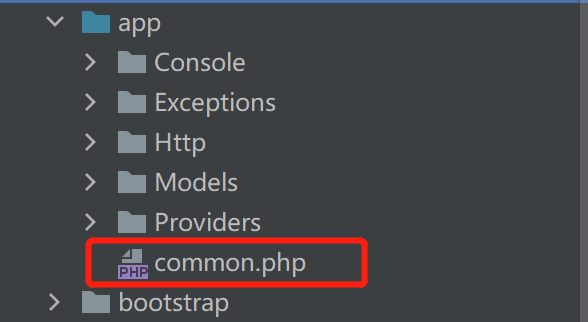 app
Console
Exceptions
Http
Models
Providers
PHP common.php
bootstrap